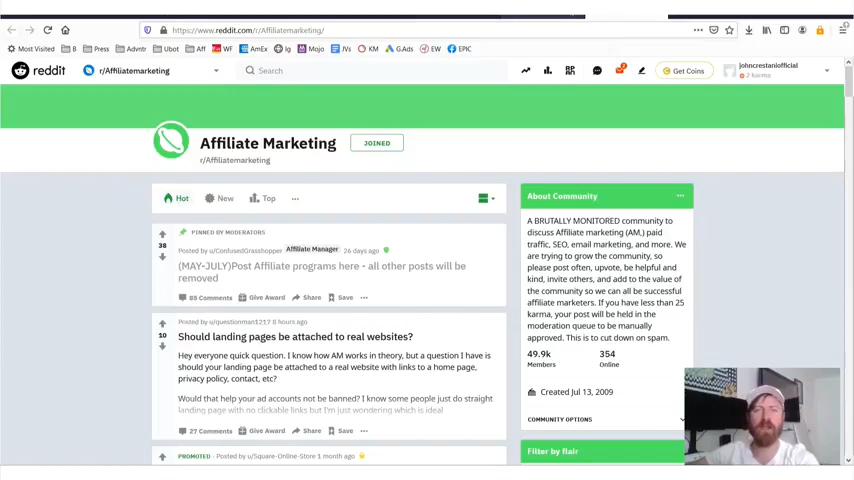 https://www.reddit.com/r/Affiliatemarketing/
Most Visited B Press Advntr Ubot Aff WF AmEx Ig Mojo JVs KM G.Ads EW EPIC
reddit r/Affiliatemarketing Search Get Coins johncrestaniofficial
2 karma
Affiliate Marketing JOINED
r/Affiliatemarketing
Hot New Top
PINNED BY MODERATORS
38
Posted by u/ConfusedGrasshopper Affiliate Manager 26 days ago
(MAY-JULY)Post Affiliate programs here - all other posts will be
removed
85 Comments Give Award Share Save
Posted by u/questionman1217 8 hours ago
10
Should landing pages be attached to real websites?
Hey everyone quick question. I know how AM works in theory, but a question I have is
should your landing page be attached to a real website with links to a home page,
privacy policy, contact, etc?
Would that help your ad accounts not be banned? I know some people just do straight
landing page with no clickable links but I'm just wondering which is ideal
27 Comments Give Award Share Save
PROMOTED Posted by u/Square-Online-Store 1 month ago
About Community
A BRUTALLY MONITORED community to
discuss Affiliate marketing (AM,) paid
traffic, SEO, email marketing, and more. We
are trying to grow the community, so
please post often, upvote, be helpful and
kind, invite others, and add to the value of
the community so we can all be successful
affiliate marketers. If you have less than 25
karma, your post will be held in the
moderation queue to be manually
approved. This is to cut down on spam.
49.9k 354
Members Online
Created Jul 13, 2009
COMMUNITY OPTIONS
Filter by flair